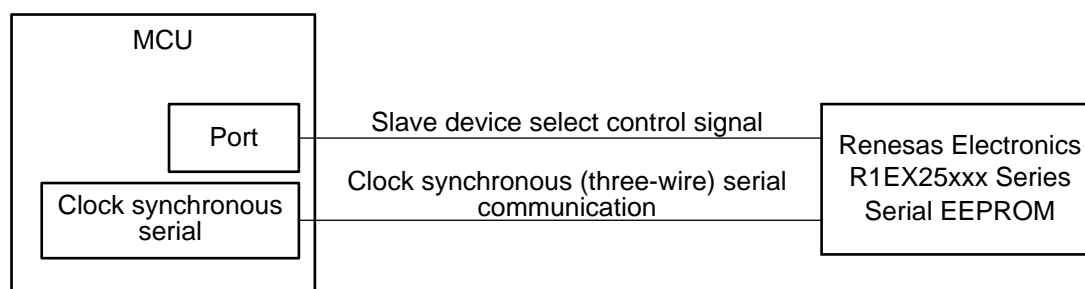 MCU
Port
Slave device select control signal
Clock synchronous (three-wire) serial
communication
Clock synchronous
serial
Renesas Electronics
R1EX25xxx Series
Serial EEPROM